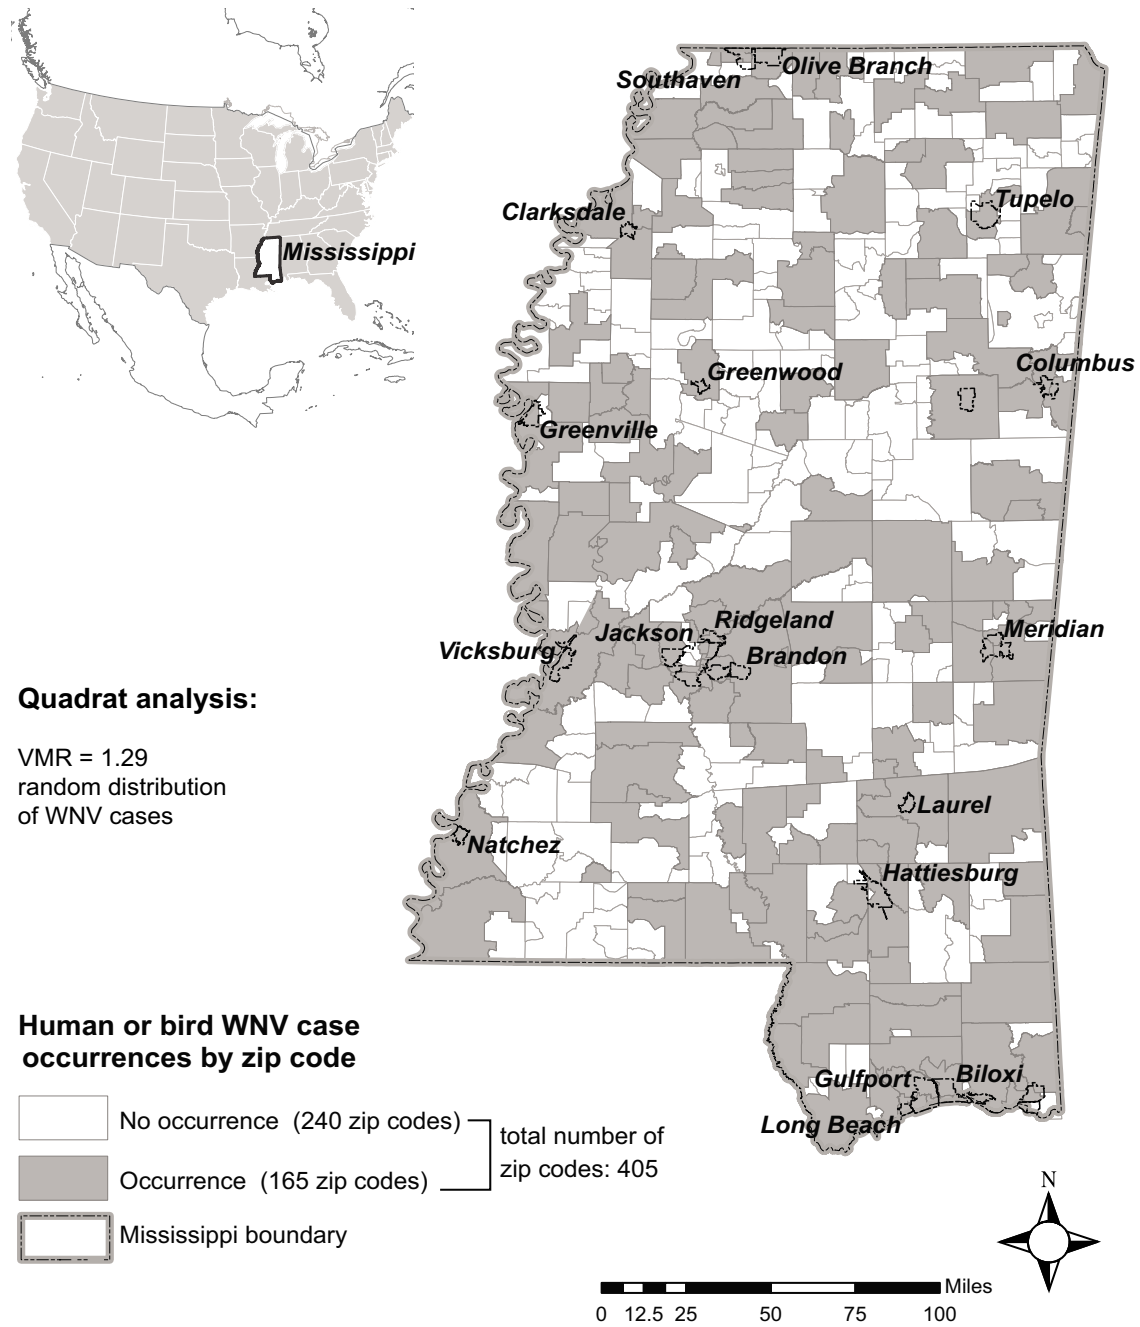 Southaven
Olive Branch
Clarksdale
Tupelo
Mississippi
Greenwood
Columbus
Greenville
Ridgeland
Jackson
Meridian
Vicksburg
Brandon
Quadrat analysis:
VMR = 1.29
random distribution
of WNV cases
Laurel
Natchez
Hattiesburg
Human or bird WNV case
occurrences by zip code
Gulfport
Biloxi
Long Beach
No occurrence (240 zip codes)
total number of
zip codes: 405
Occurrence (165 zip codes)
Mississippi boundary
N
Miles
0 12.5 25 50 75 100